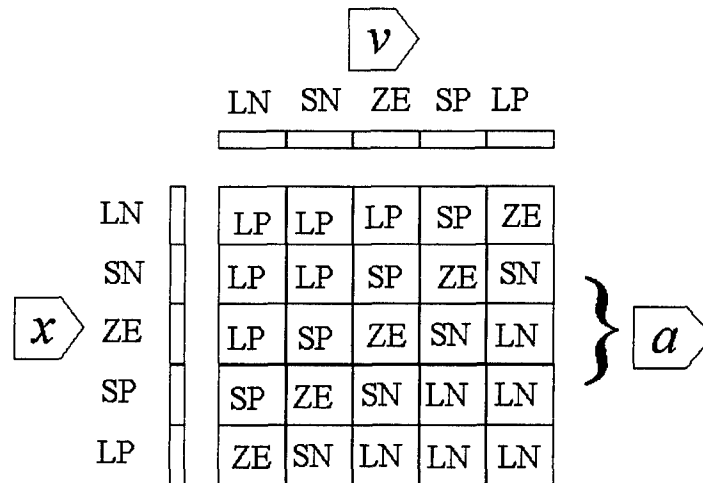 v
LN SN ZE SP LP
LN LP LP LP SP ZE
SN LP LP SP ZE SN
x ZE LP SP ZE SN LN } a
SP SP ZE SN LN LN
LP ZE SN LN LN LN